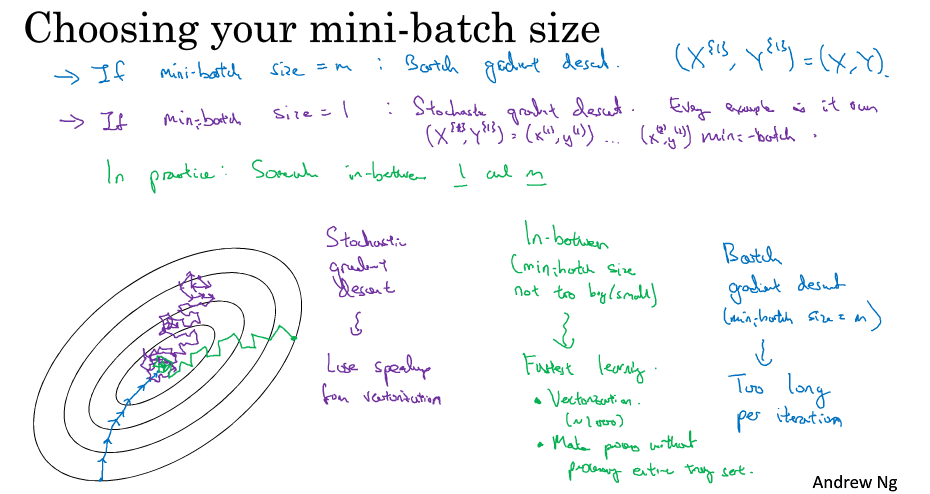 Choosing your mini-batch size
→ If mini-batch size = m : Batch gradient descent. (X^{1}, Y^{1}) = (X, Y).
→ If mini-batch size = 1 : Stochastic gradient descent. Every example is it own
(X^{1}, Y^{1}) = (x^(1), y^(1)) ... (x^(2), y^(2)) mini-batch.
In practice: Somewhere in-between 1 and m
Stochastic
gradient
descent
Lose speedup
from vectorization
In-between
(mini-batch size
not too big/small)
Fastest learning.
• Vectorization.
(~1000)
• Make progress without
processing entire training set.
Batch
gradient descent
(mini-batch size = m)
Too long
per iteration
Andrew Ng